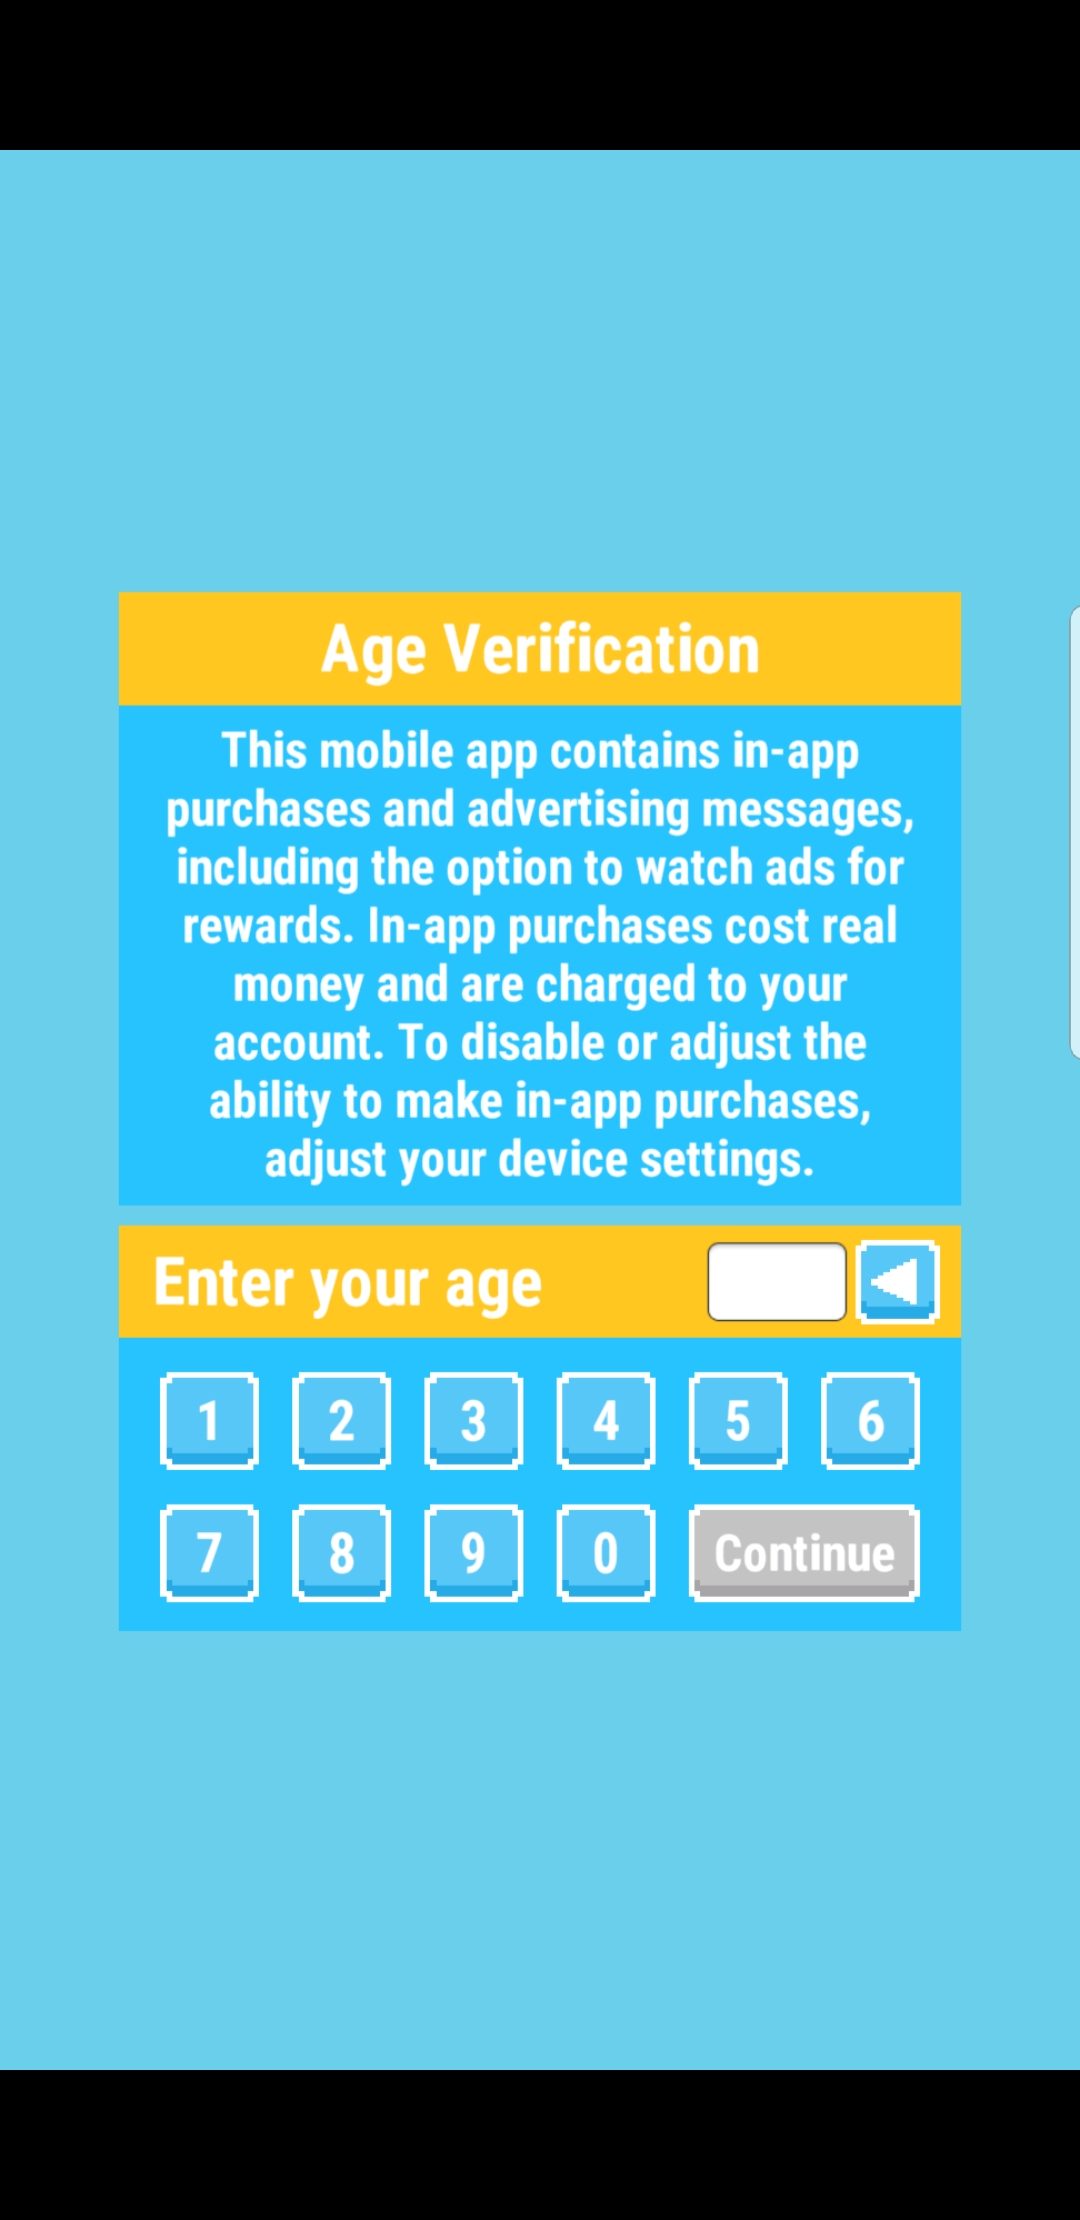 Age Verification
This mobile app contains in-app
purchases and advertising messages,
including the option to watch ads for
rewards. In-app purchases cost real
money and are charged to your
account. To disable or adjust the
ability to make in-app purchases,
adjust your device settings.
Enter your age
1 2 3 4 5 6
7 8 9 0 Continue